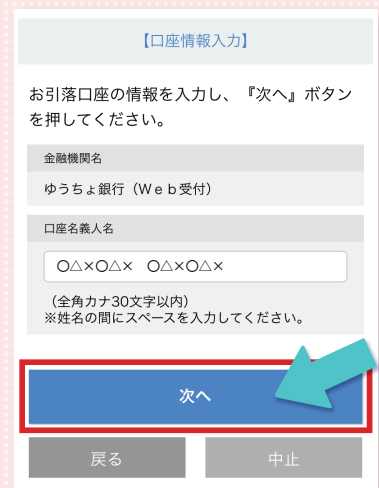 【口座情報入力】
お引落口座の情報を入力し、『次へ』ボタン
を押してください。
金融機関名
ゆうちょ銀行（Ｗｅｂ受付）
口座名義人名
○△×○△×　○△×○△×
（全角カナ30文字以内）
※姓名の間にスペースを入力してください。
次へ
戻る
中止